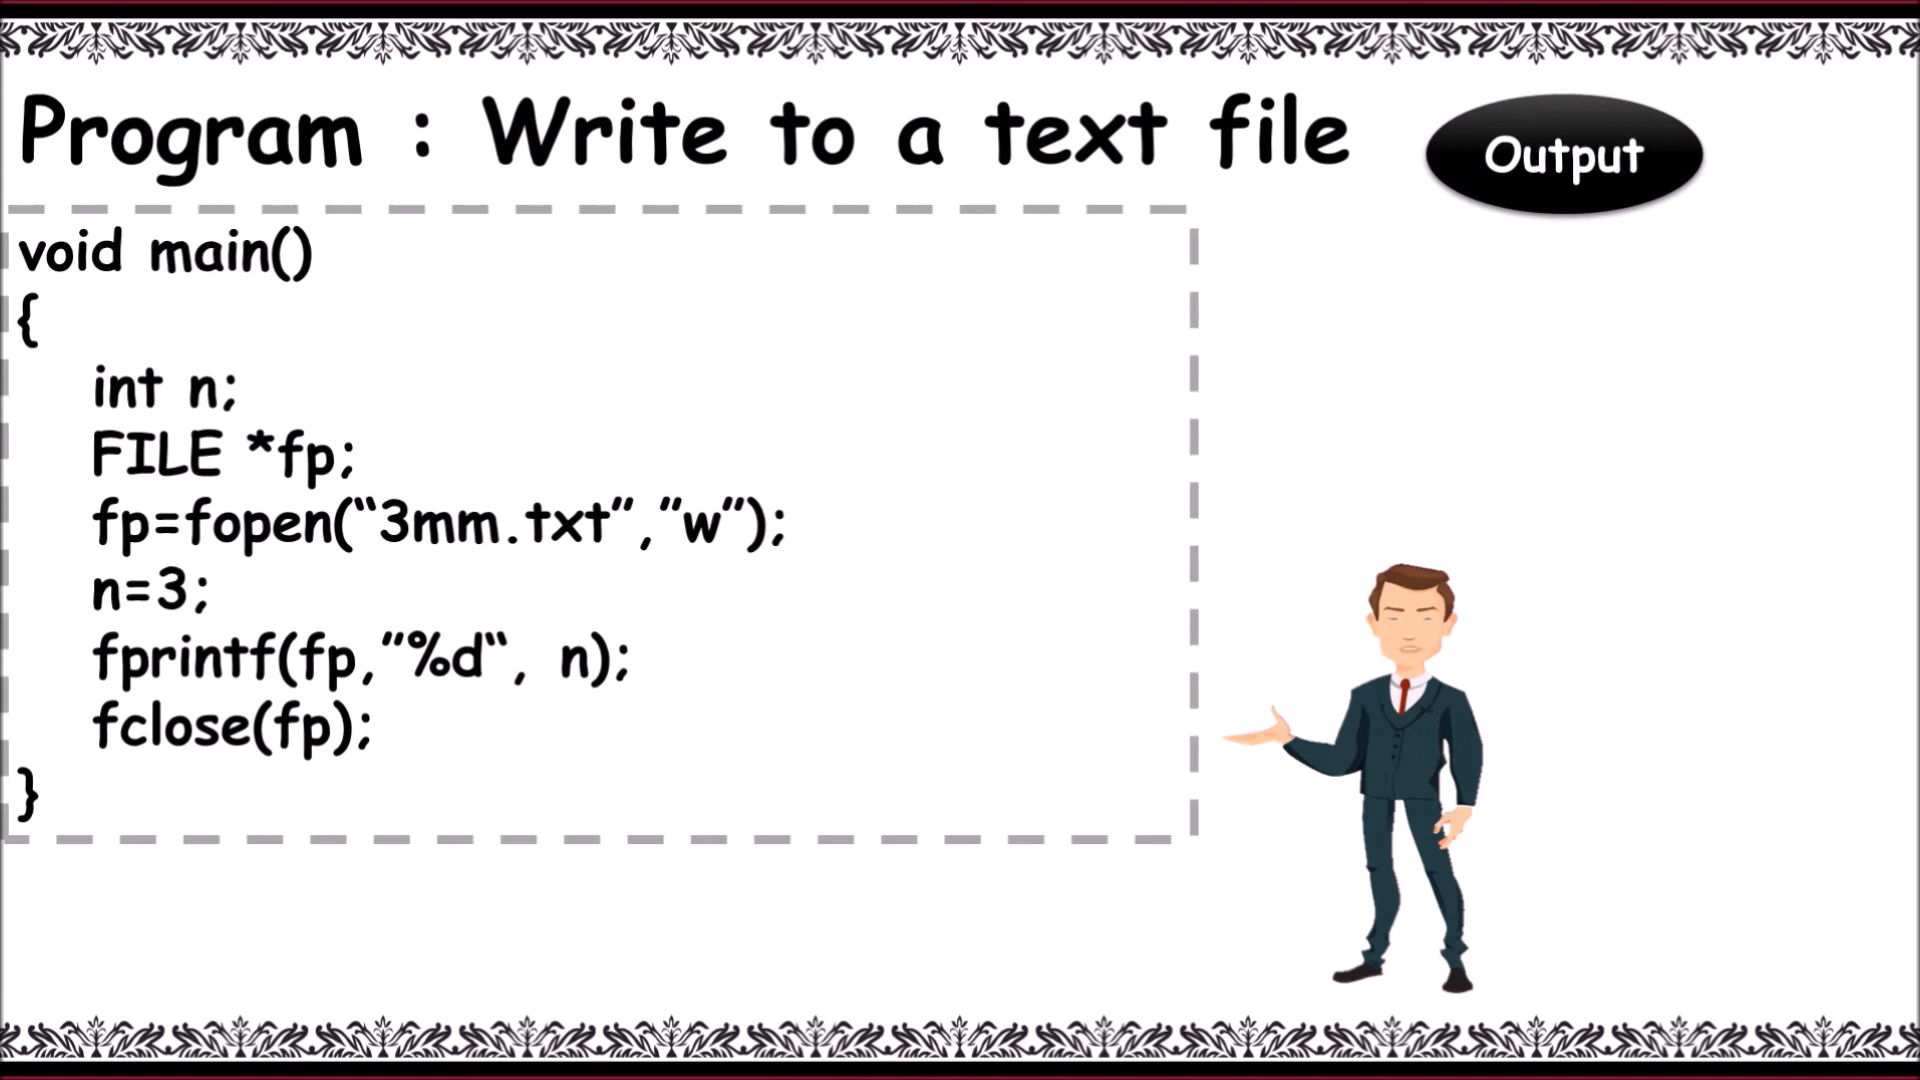 Program : Write to a text file
Output
void main()
{
int n;
FILE *fp;
fp=fopen(“3mm.txt”,”w”);
n=3;
fprintf(fp,”%d“, n);
fclose(fp);
}